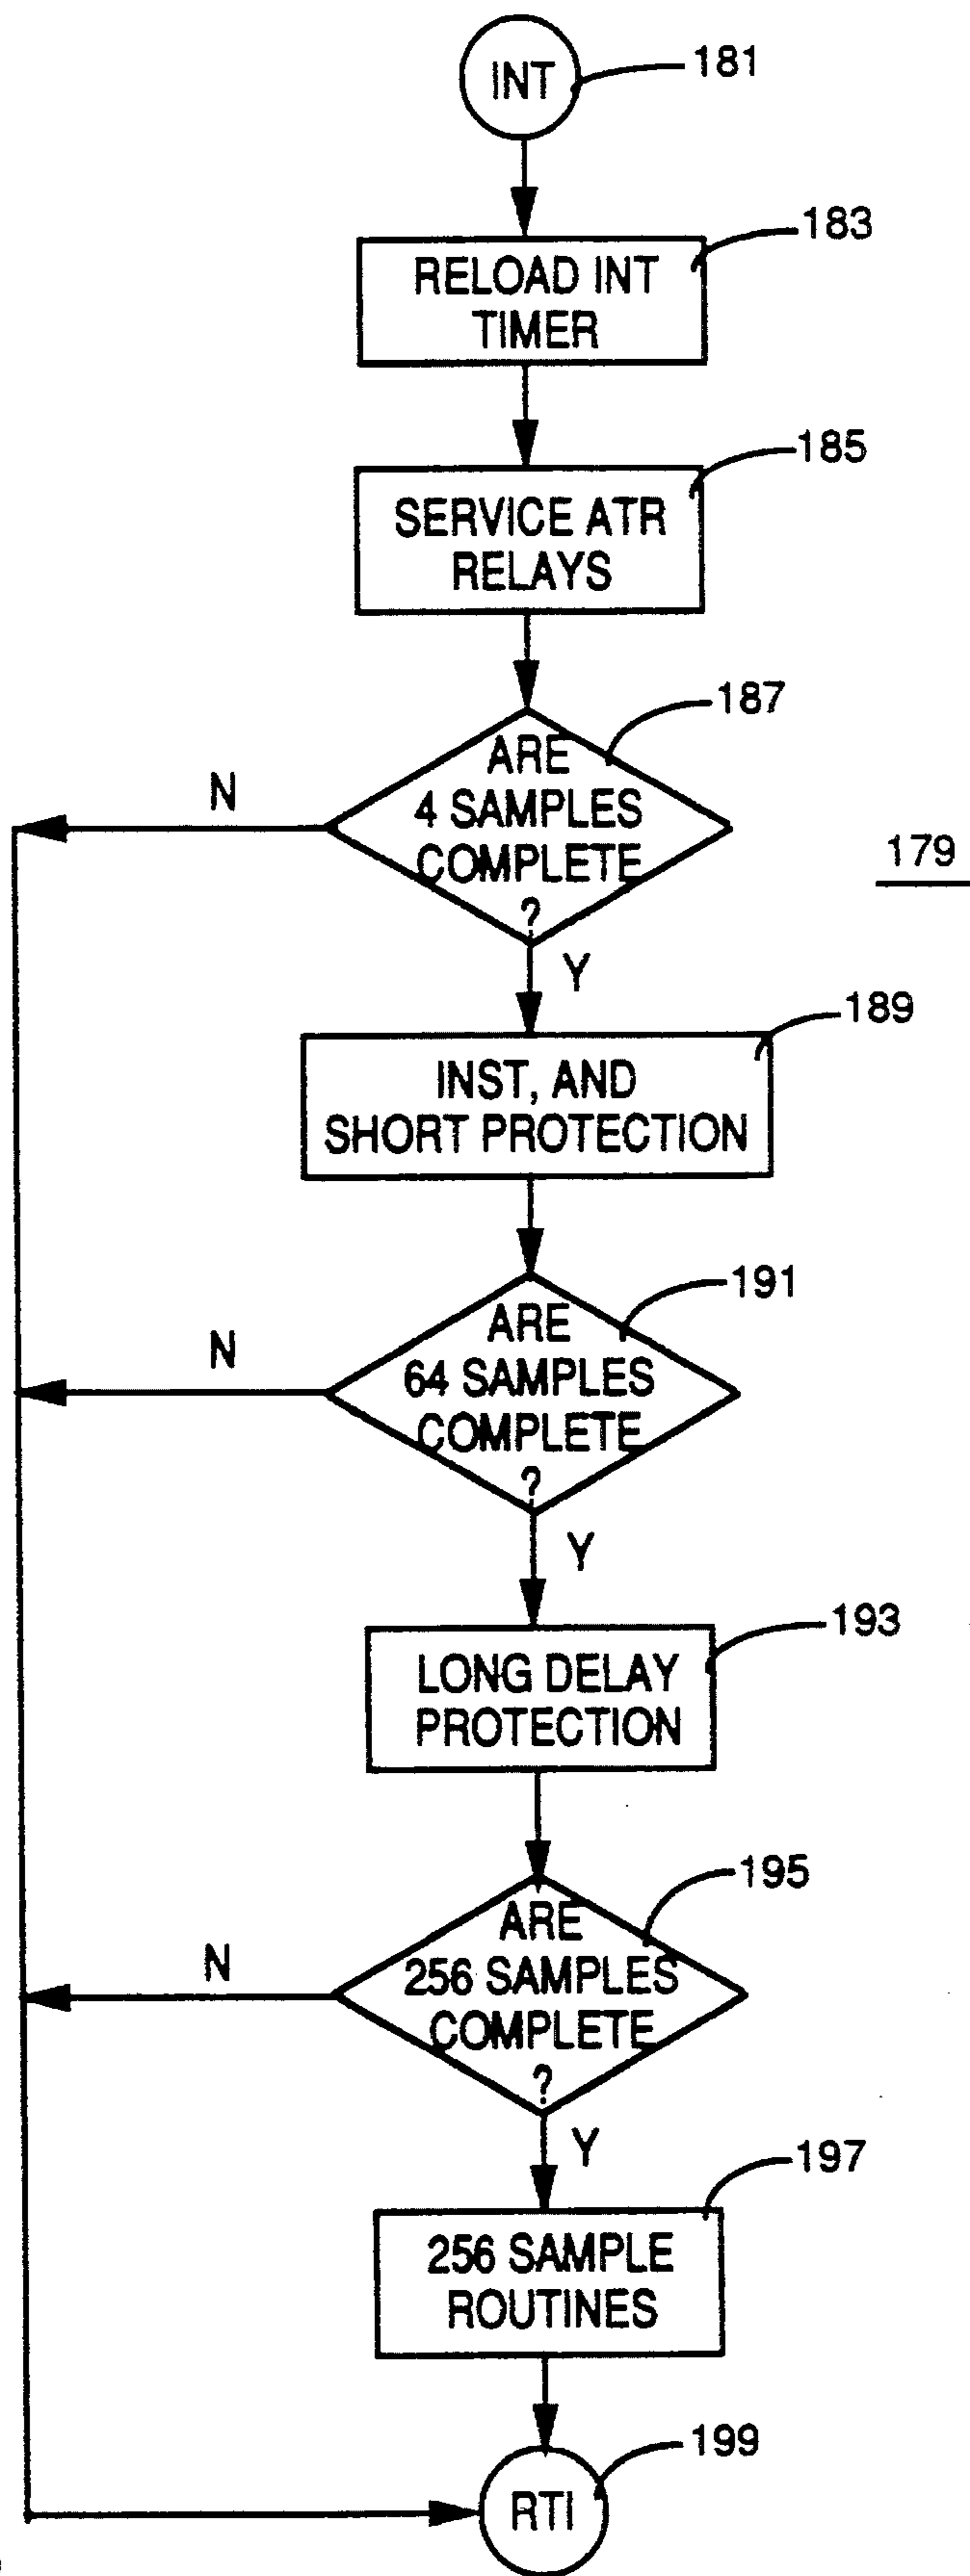 INT
181
183
RELOAD INT
TIMER
185
SERVICE ATR
RELAYS
187
ARE
4 SAMPLES
COMPLETE
?
N
179
Y
189
INST, AND
SHORT PROTECTION
191
ARE
64 SAMPLES
COMPLETE
?
N
Y
193
LONG DELAY
PROTECTION
195
ARE
256 SAMPLES
COMPLETE
?
N
Y
197
256 SAMPLE
ROUTINES
199
RTI